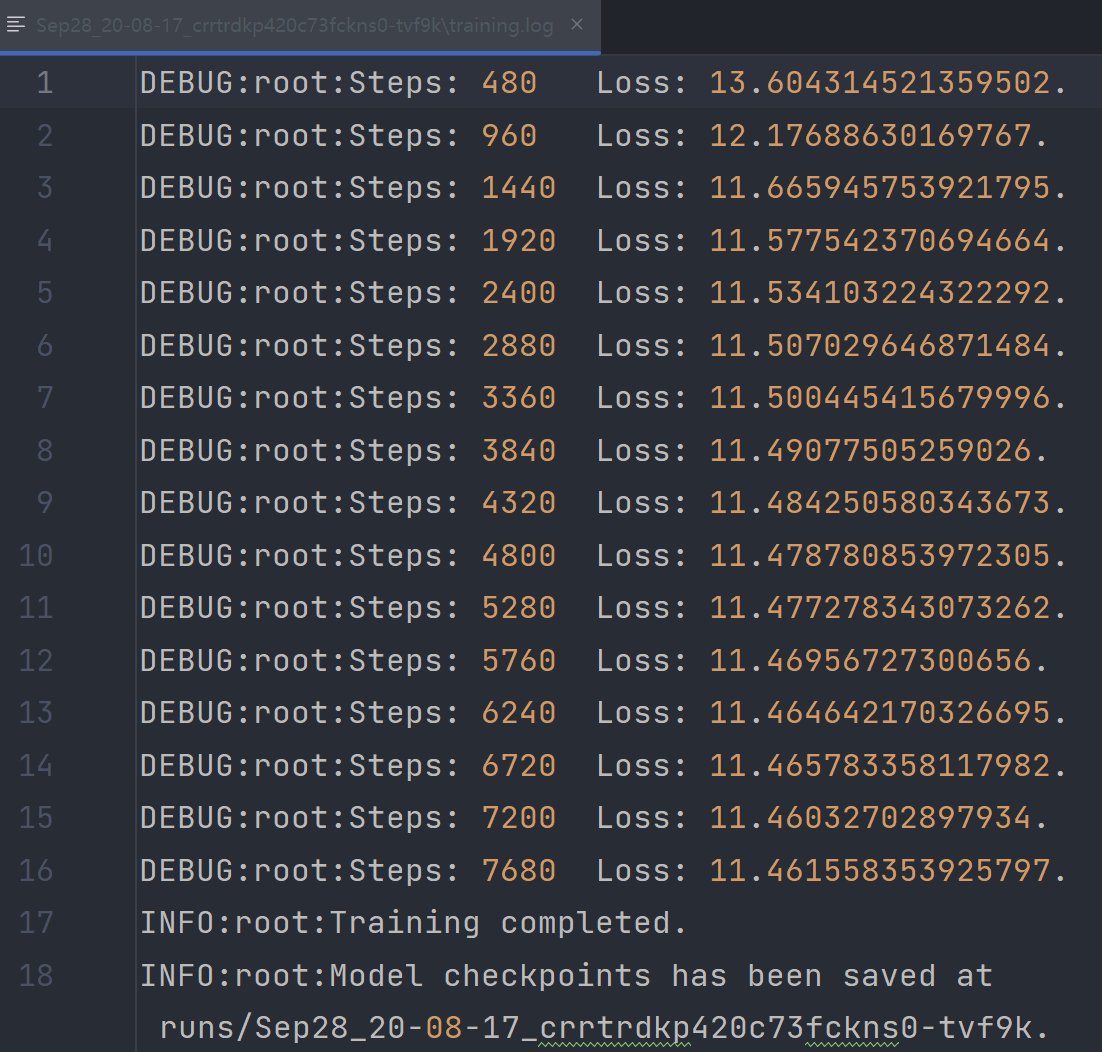 Sep28_20-08-17_crrtrdkp420c73fckns0-tvf9k\training.log ×
1 DEBUG:root:Steps: 480 Loss: 13.604314521359502.
2 DEBUG:root:Steps: 960 Loss: 12.17688630169767.
3 DEBUG:root:Steps: 1440 Loss: 11.665945753921795.
4 DEBUG:root:Steps: 1920 Loss: 11.577542370694664.
5 DEBUG:root:Steps: 2400 Loss: 11.534103224322292.
6 DEBUG:root:Steps: 2880 Loss: 11.507029646871484.
7 DEBUG:root:Steps: 3360 Loss: 11.500445415679996.
8 DEBUG:root:Steps: 3840 Loss: 11.49077505259026.
9 DEBUG:root:Steps: 4320 Loss: 11.484250580343673.
10 DEBUG:root:Steps: 4800 Loss: 11.478780853972305.
11 DEBUG:root:Steps: 5280 Loss: 11.477278343073262.
12 DEBUG:root:Steps: 5760 Loss: 11.46956727300656.
13 DEBUG:root:Steps: 6240 Loss: 11.464642170326695.
14 DEBUG:root:Steps: 6720 Loss: 11.465783358117982.
15 DEBUG:root:Steps: 7200 Loss: 11.46032702897934.
16 DEBUG:root:Steps: 7680 Loss: 11.461558353925797.
17 INFO:root:Training completed.
18 INFO:root:Model checkpoints has been saved at
runs/Sep28_20-08-17_crrtrdkp420c73fckns0-tvf9k.